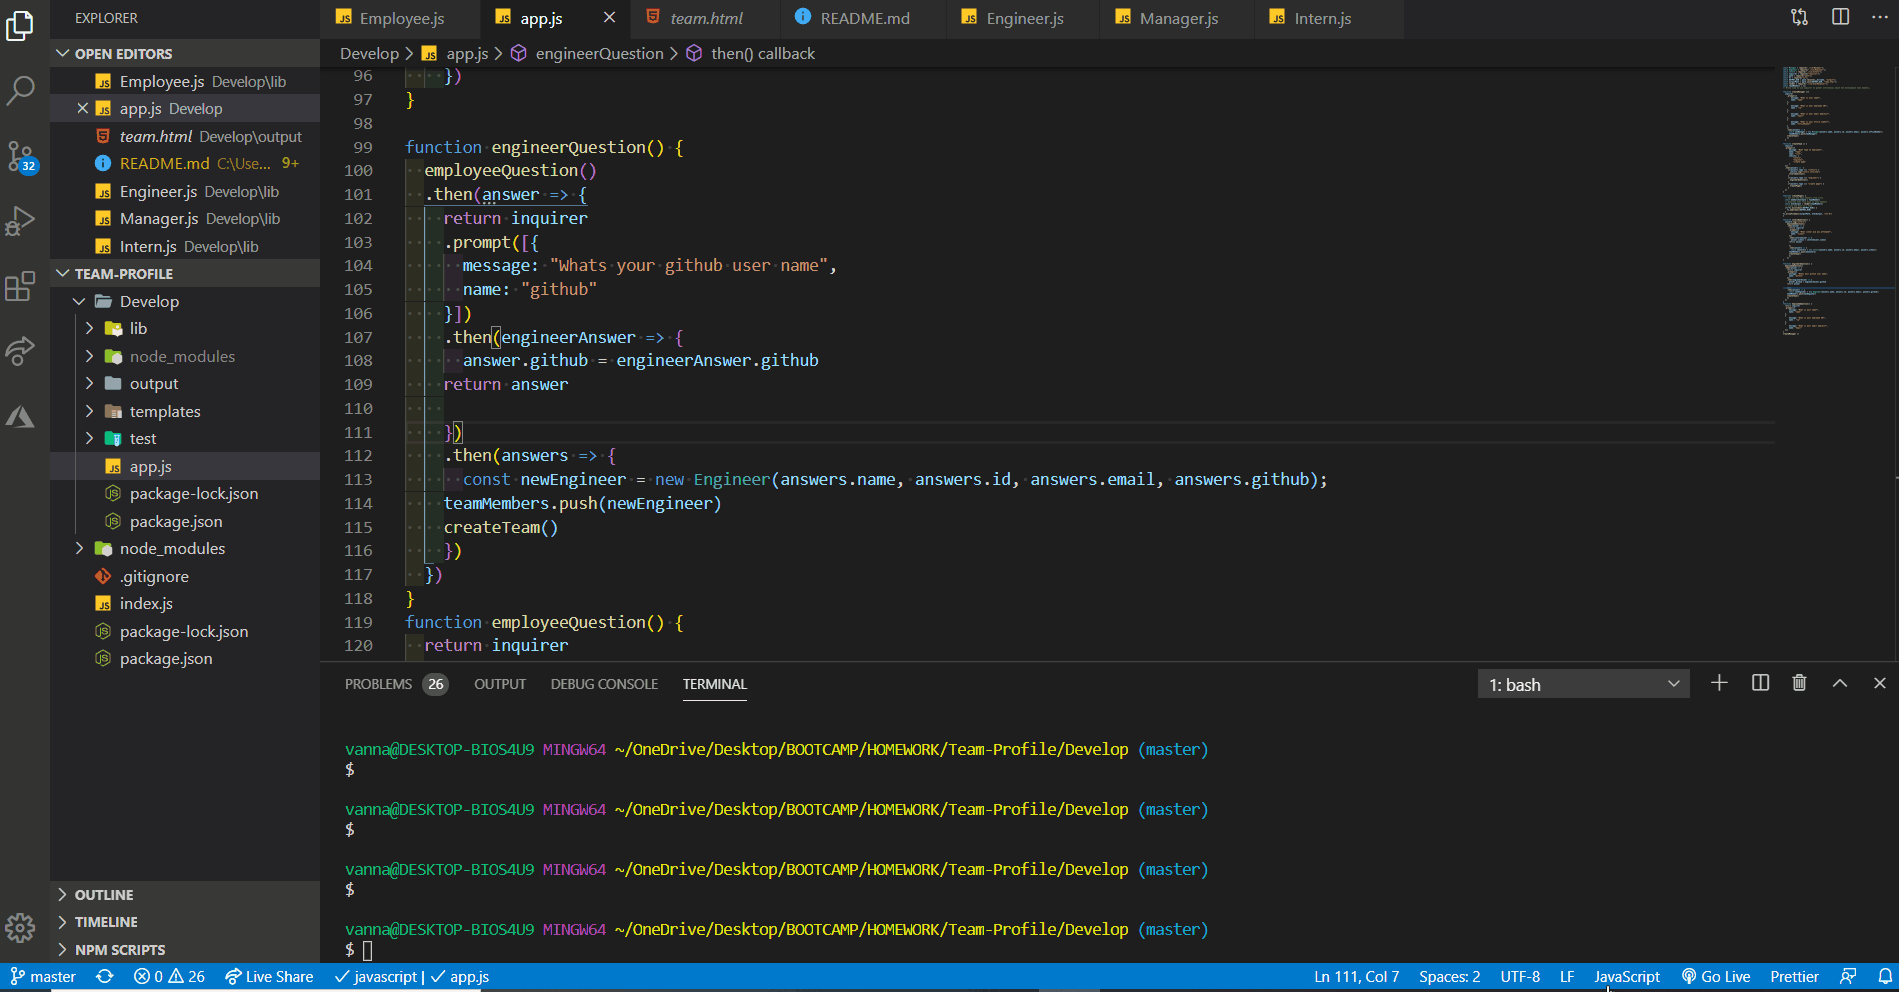 EXPLORER
OPEN EDITORS
Employee.js Develop\lib
app.js Develop
team.html Develop\output
README.md C:\Use... 9+
Engineer.js Develop\lib
Manager.js Develop\lib
Intern.js Develop\lib
TEAM-PROFILE
Develop
lib
node_modules
output
templates
test
app.js
package-lock.json
package.json
node_modules
.gitignore
index.js
package-lock.json
package.json
OUTLINE
TIMELINE
NPM SCRIPTS
32
Employee.js
app.js
team.html
README.md
Engineer.js
Manager.js
Intern.js
Develop > app.js > engineerQuestion > then() callback
96 })
97 }
98
99 function engineerQuestion() {
100 employeeQuestion()
101 .then(answer => {
102 return inquirer
103 .prompt([{
104 message: "Whats your github user name",
105 name: "github"
106 }])
107 .then(engineerAnswer => {
108 answer.github = engineerAnswer.github
109 return answer
110
111 })
112 .then(answers => {
113 const newEngineer = new Engineer(answers.name, answers.id, answers.email, answers.github);
114 teamMembers.push(newEngineer)
115 createTeam()
116 })
117 })
118 }
119 function employeeQuestion() {
120 return inquirer
PROBLEMS 26 OUTPUT DEBUG CONSOLE TERMINAL
1: bash
vanna@DESKTOP-BIOS4U9 MINGW64 ~/OneDrive/Desktop/BOOTCAMP/HOMEWORK/Team-Profile/Develop (master)
$
vanna@DESKTOP-BIOS4U9 MINGW64 ~/OneDrive/Desktop/BOOTCAMP/HOMEWORK/Team-Profile/Develop (master)
$
vanna@DESKTOP-BIOS4U9 MINGW64 ~/OneDrive/Desktop/BOOTCAMP/HOMEWORK/Team-Profile/Develop (master)
$
vanna@DESKTOP-BIOS4U9 MINGW64 ~/OneDrive/Desktop/BOOTCAMP/HOMEWORK/Team-Profile/Develop (master)
$
master 0 26 Live Share javascript | app.js Ln 111, Col 7 Spaces: 2 UTF-8 LF JavaScript Go Live Prettier